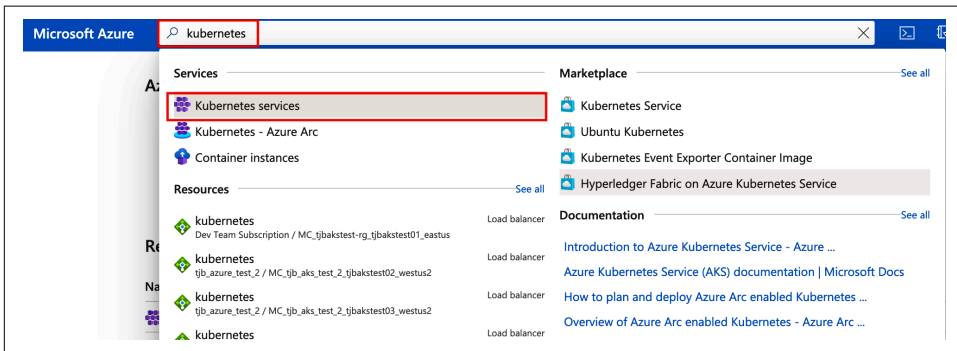 Microsoft Azure
kubernetes
Az
Services
Kubernetes services
Kubernetes - Azure Arc
Container instances
Resources
See all
kubernetes
Load balancer
Dev Team Subscription / MC_tjbakstest-rg_tjbakstest01_eastus
kubernetes
Load balancer
tjb_azure_test_2 / MC_tjb_aks_test_2_tjbakstest02_westus2
kubernetes
Load balancer
tjb_azure_test_2 / MC_tjb_aks_test_2_tjbakstest03_westus2
kubernetes
Load balancer
Re
Na
Marketplace
See all
Kubernetes Service
Ubuntu Kubernetes
Kubernetes Event Exporter Container Image
Hyperledger Fabric on Azure Kubernetes Service
Documentation
See all
Introduction to Azure Kubernetes Service - Azure ...
Azure Kubernetes Service (AKS) documentation | Microsoft Docs
How to plan and deploy Azure Arc enabled Kubernetes ...
Overview of Azure Arc enabled Kubernetes - Azure Arc ...